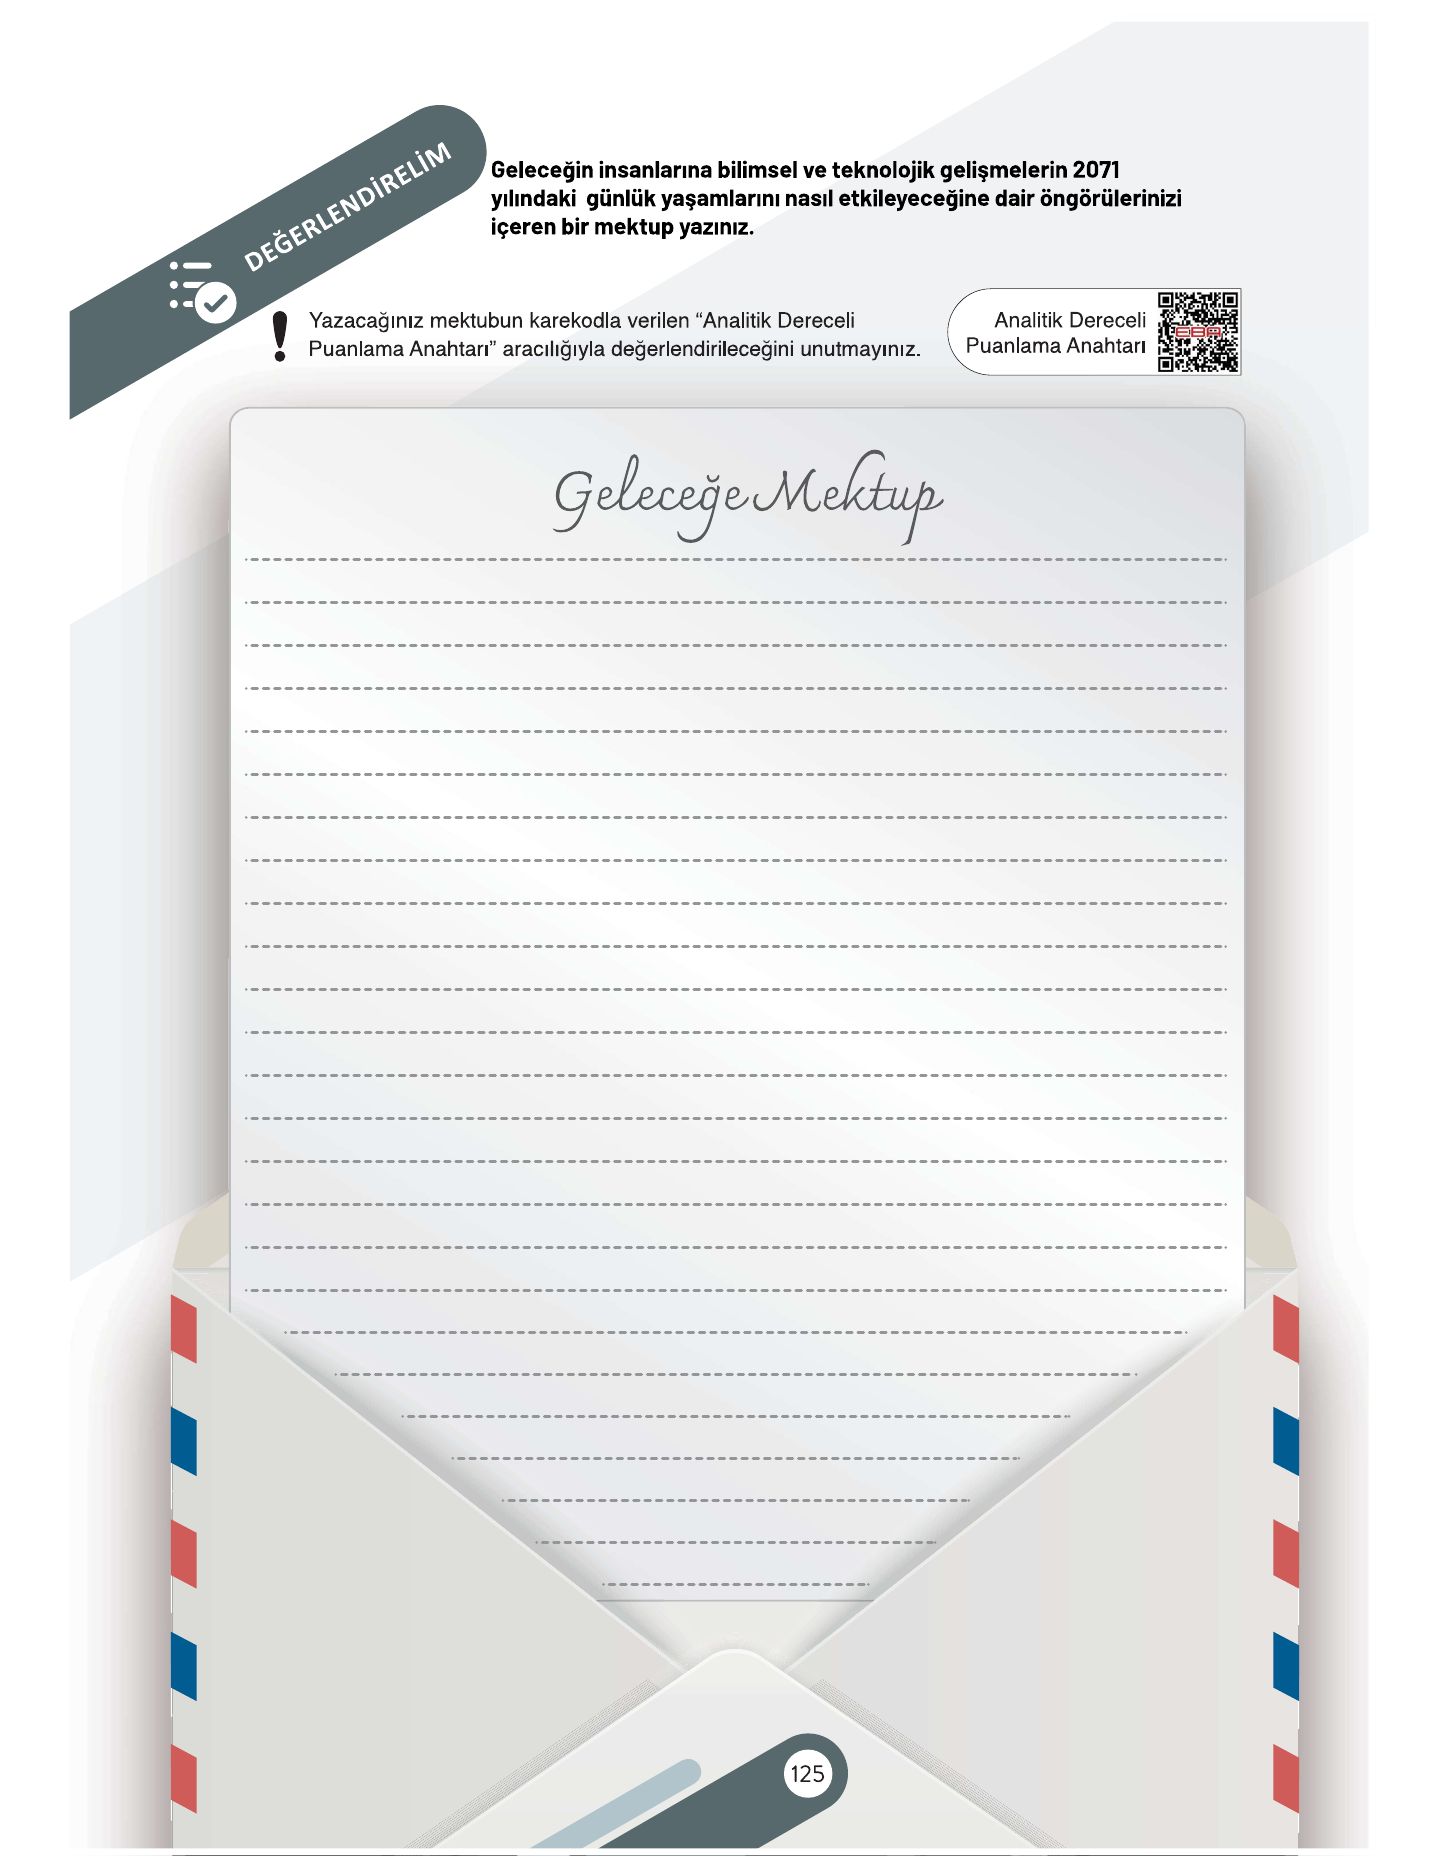 DEĞERLENDİRELİM
Geleceğin insanlarına bilimsel ve teknolojik gelişmelerin 2071
yılındaki günlük yaşamlarını nasıl etkileyeceğine dair öngörülerinizi
içeren bir mektup yazınız.
Yazacağınız mektubun karekodla verilen “Analitik Dereceli
Puanlama Anahtarı” aracılığıyla değerlendirileceğini unutmayınız.
Analitik Dereceli
Puanlama Anahtarı
EBA
Geleceğe Mektup
125